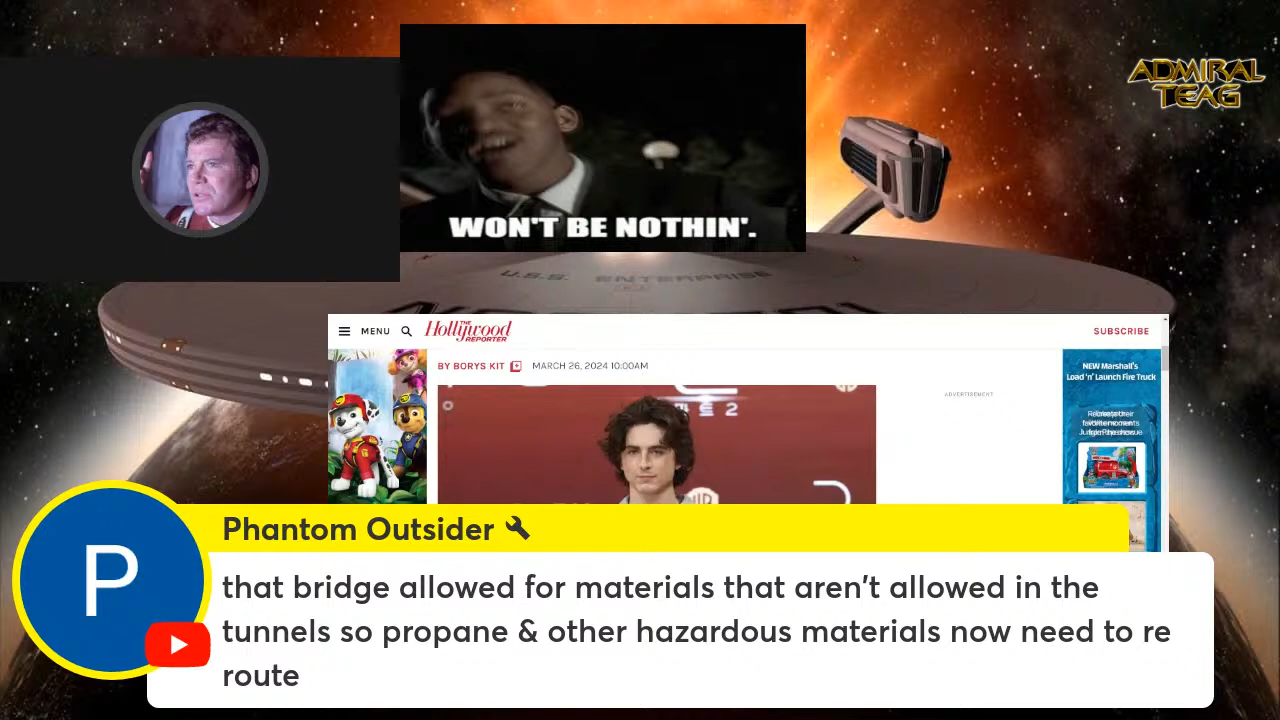 ADMIRAL
TEAG
WON'T BE NOTHIN'.
U.S.S. ENTERPRISE
MENU
THE
Hollywood
REPORTER
SUBSCRIBE
BY BORYS KIT
MARCH 26, 2024 10:00AM
NEW Marshall's
Load 'n' Launch Fire Truck
ADVERTISEMENT
Phantom Outsider
P
that bridge allowed for materials that aren't allowed in the
tunnels so propane & other hazardous materials now need to re
route